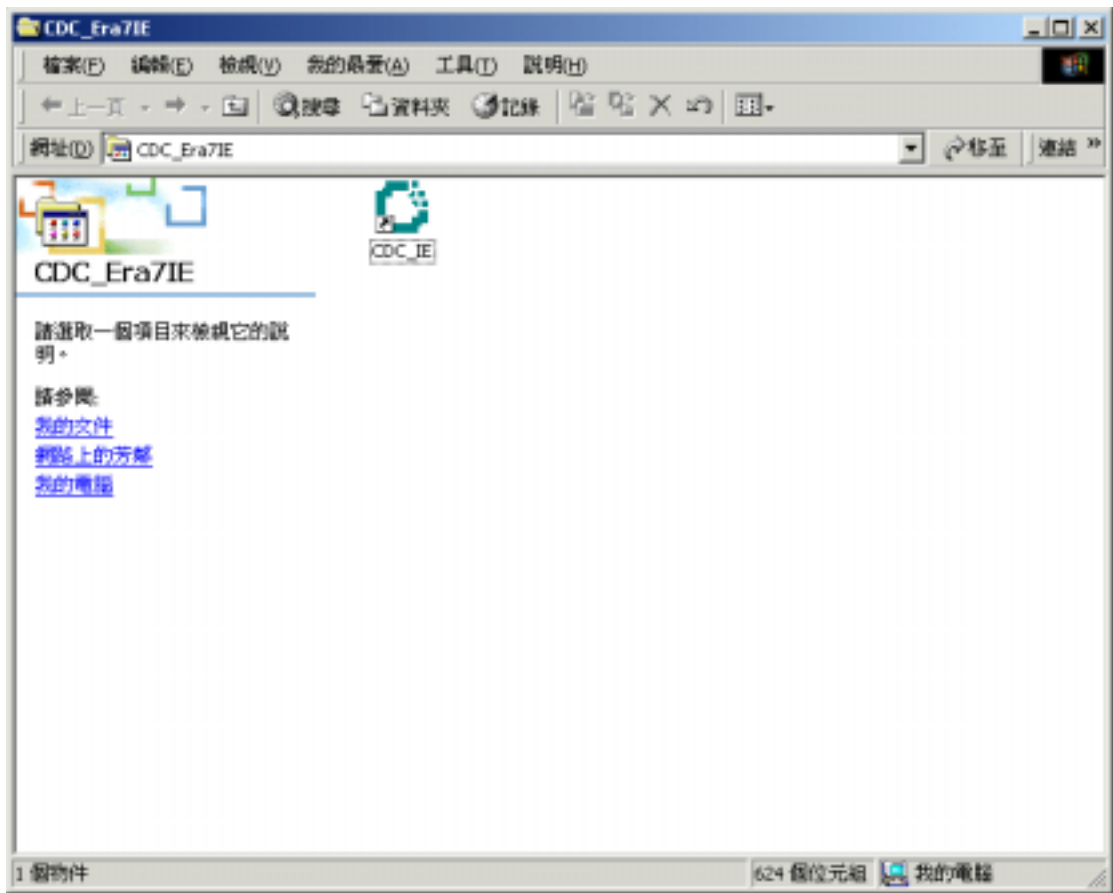 CDC_Era7IE
檔案(F) 編輯(E) 檢視(V) 我的最愛(A) 工具(T) 說明(H)
上一頁 搜尋 資料夾 記錄
網址(D) CDC_Era7IE 移至 連結 »
CDC_IE
CDC_Era7IE
請選取一個項目來檢視它的說
明。
請參閱:
我的文件
網路上的芳鄰
我的電腦
1 個物件 624 個位元組 我的電腦